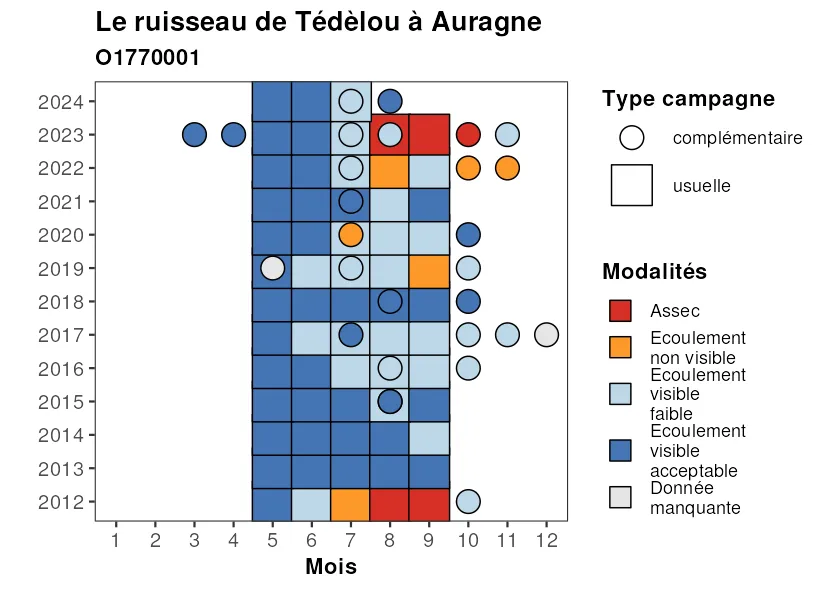 Le ruisseau de Tédèlou à Auragne
O1770001
2024
2023
2022
2021
2020
2019
2018
2017
2016
2015
2014
2013
2012
1 2 3 4 5 6 7 8 9 10 11 12
Mois
Type campagne
complémentaire
usuelle
Modalités
Assec
Ecoulement
non visible
Ecoulement
visible
faible
Ecoulement
visible
acceptable
Donnée
manquante